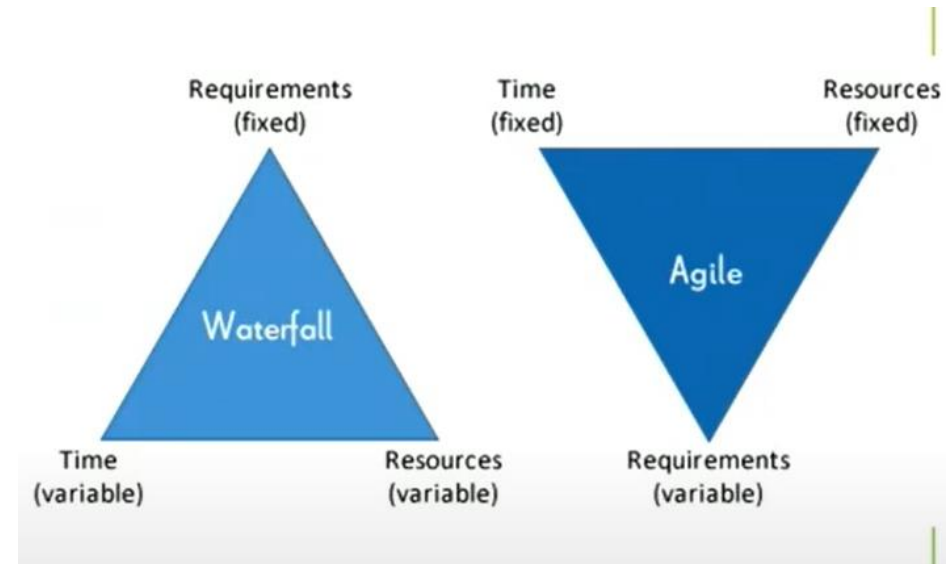 Requirements
(fixed)
Time
(fixed)
Resources
(fixed)
Waterfall
Agile
Time
(variable)
Resources
(variable)
Requirements
(variable)